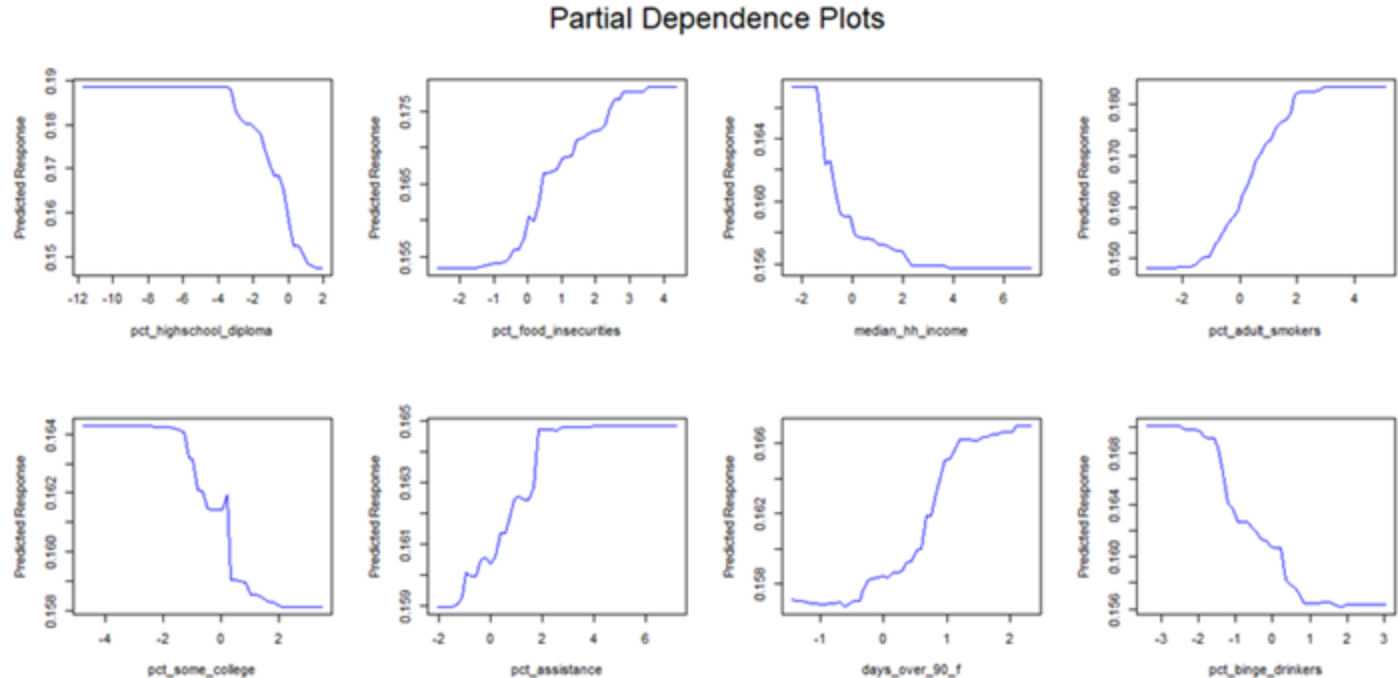 Partial Dependence Plots
Predicted Response
0.15 0.16 0.17 0.18 0.19
-12 -10 -8 -6 -4 -2 0 2
pct_highschool_diploma
Predicted Response
0.155 0.165 0.175
-2 -1 0 1 2 3 4
pct_food_insecurities
Predicted Response
0.156 0.160 0.164
-2 0 2 4 6
median_hh_income
Predicted Response
0.150 0.160 0.170 0.180
-2 0 2 4
pct_adult_smokers
Predicted Response
0.158 0.160 0.162 0.164
-4 -2 0 2
pct_some_college
Predicted Response
0.159 0.161 0.163 0.165
-2 0 2 4 6
pct_assistance
Predicted Response
0.158 0.162 0.166
-1 0 1 2
days_over_90_f
Predicted Response
0.156 0.160 0.164 0.168
-3 -2 -1 0 1 2 3
pct_binge_drinkers